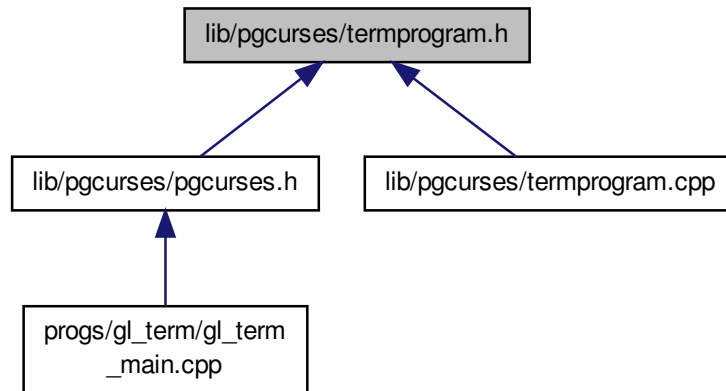 lib/pgcurses/termprogram.h
lib/pgcurses/pgcurses.h
lib/pgcurses/termprogram.cpp
progs/gl_term/gl_term
_main.cpp